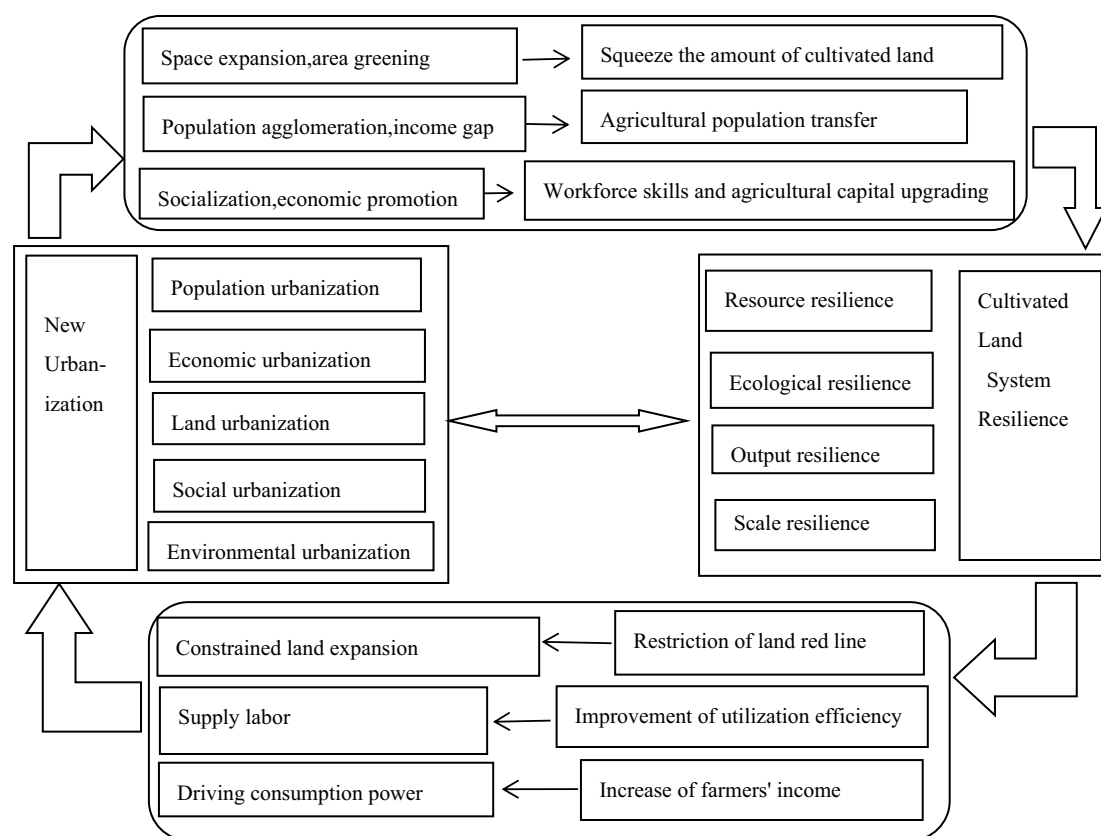 Space expansion,area greening
Squeeze the amount of cultivated land
Population agglomeration,income gap
Agricultural population transfer
Socialization,economic promotion
Workforce skills and agricultural capital upgrading
New
Urban-
ization
Population urbanization
Economic urbanization
Land urbanization
Social urbanization
Environmental urbanization
Resource resilience
Ecological resilience
Output resilience
Scale resilience
Cultivated
Land
System
Resilience
Constrained land expansion
Restriction of land red line
Supply labor
Improvement of utilization efficiency
Driving consumption power
Increase of farmers' income